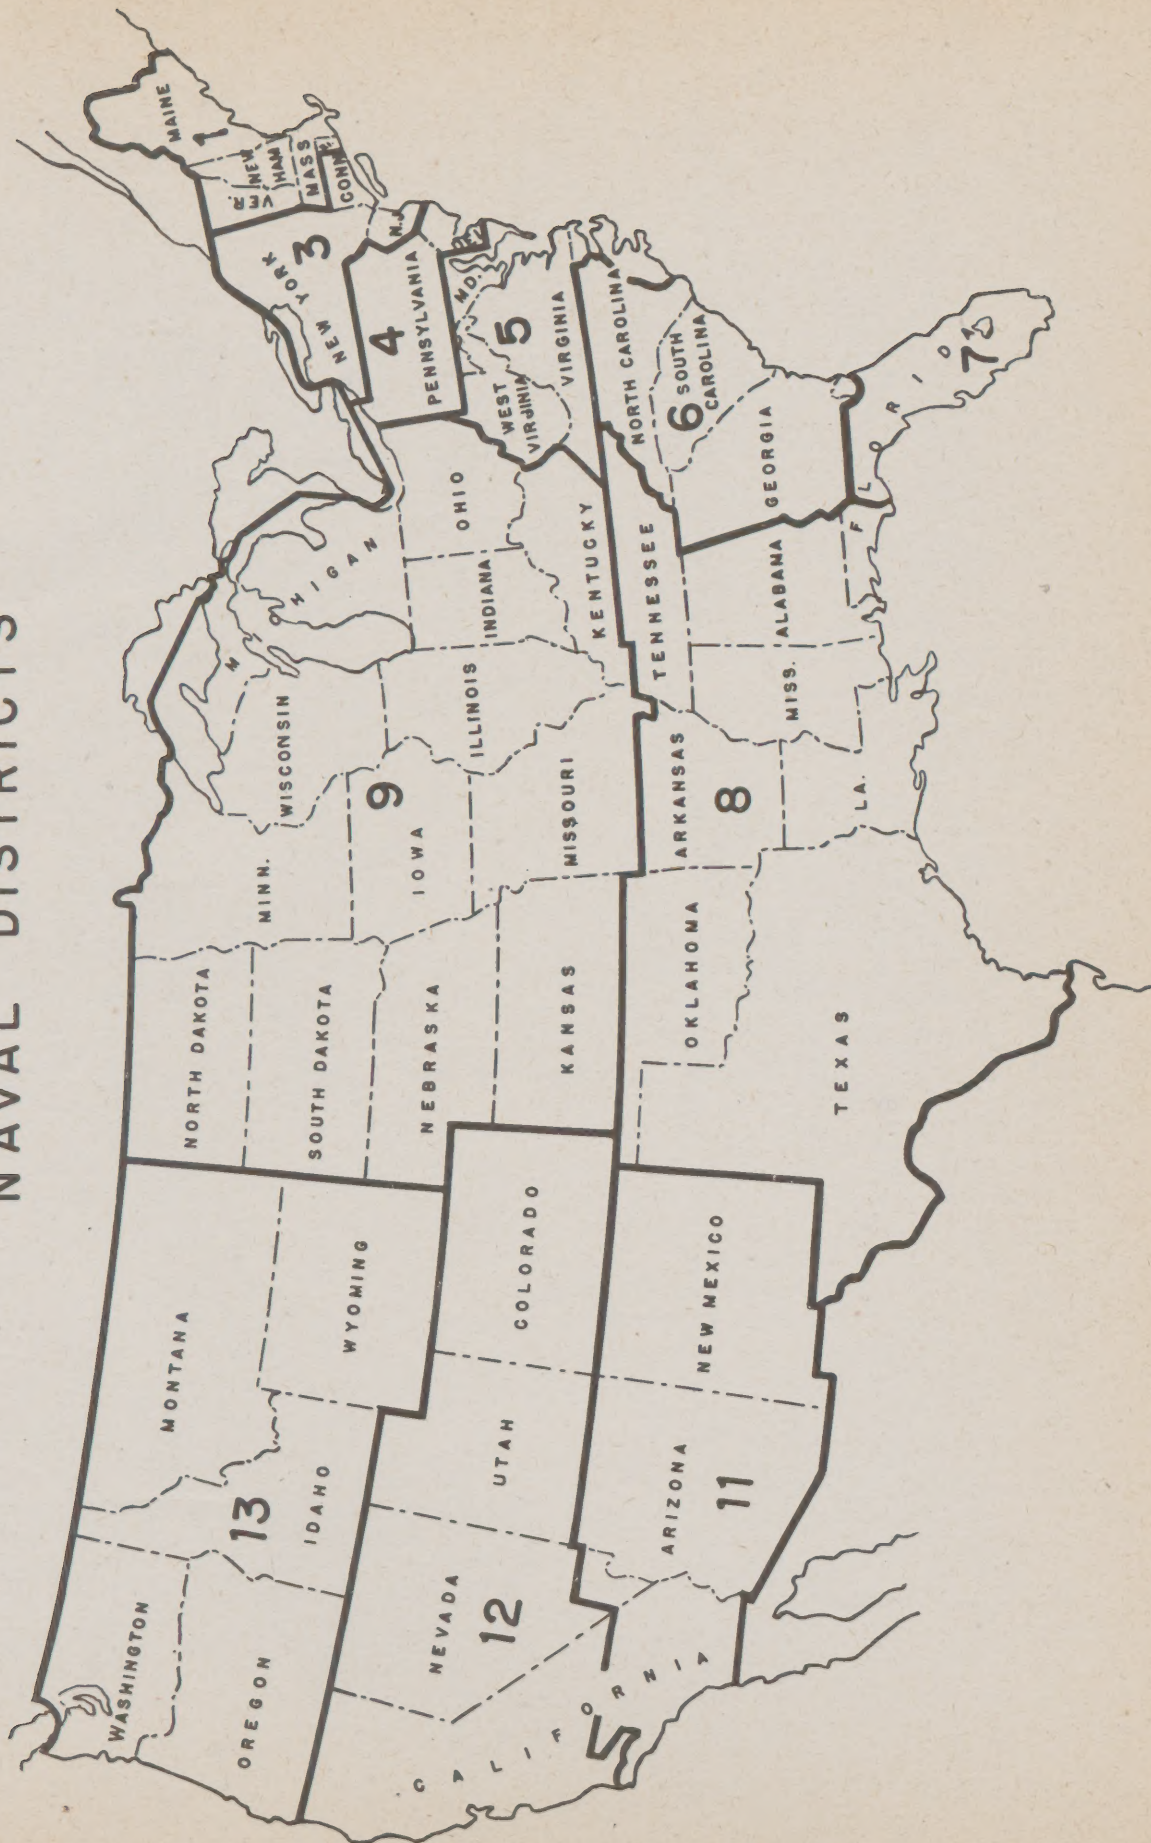 NAVAL DISTRICTS
WASHINGTON
OREGON
CALIFORNIA
NEVADA
12
IDAHO
13
MONTANA
WYOMING
UTAH
COLORADO
ARIZONA
11
NEW MEXICO
NORTH DAKOTA
SOUTH DAKOTA
NEBRASKA
KANSAS
OKLAHOMA
TEXAS
MINN.
IOWA
9
MISSOURI
ARKANSAS
8
LA.
WISCONSIN
ILLINOIS
MICHIGAN
INDIANA
OHIO
KENTUCKY
TENNESSEE
MISS.
ALABAMA
GEORGIA
FLORIDA
7
6
SOUTH
CAROLINA
NORTH CAROLINA
WEST
VIRJINIA
VIRGINIA
5
MD.
DEL
PENNSYLVANIA
4
N.J.
NEW YORK
3
CONN
R.I.
MASS
VER.
NEW
HAM
1
MAINE